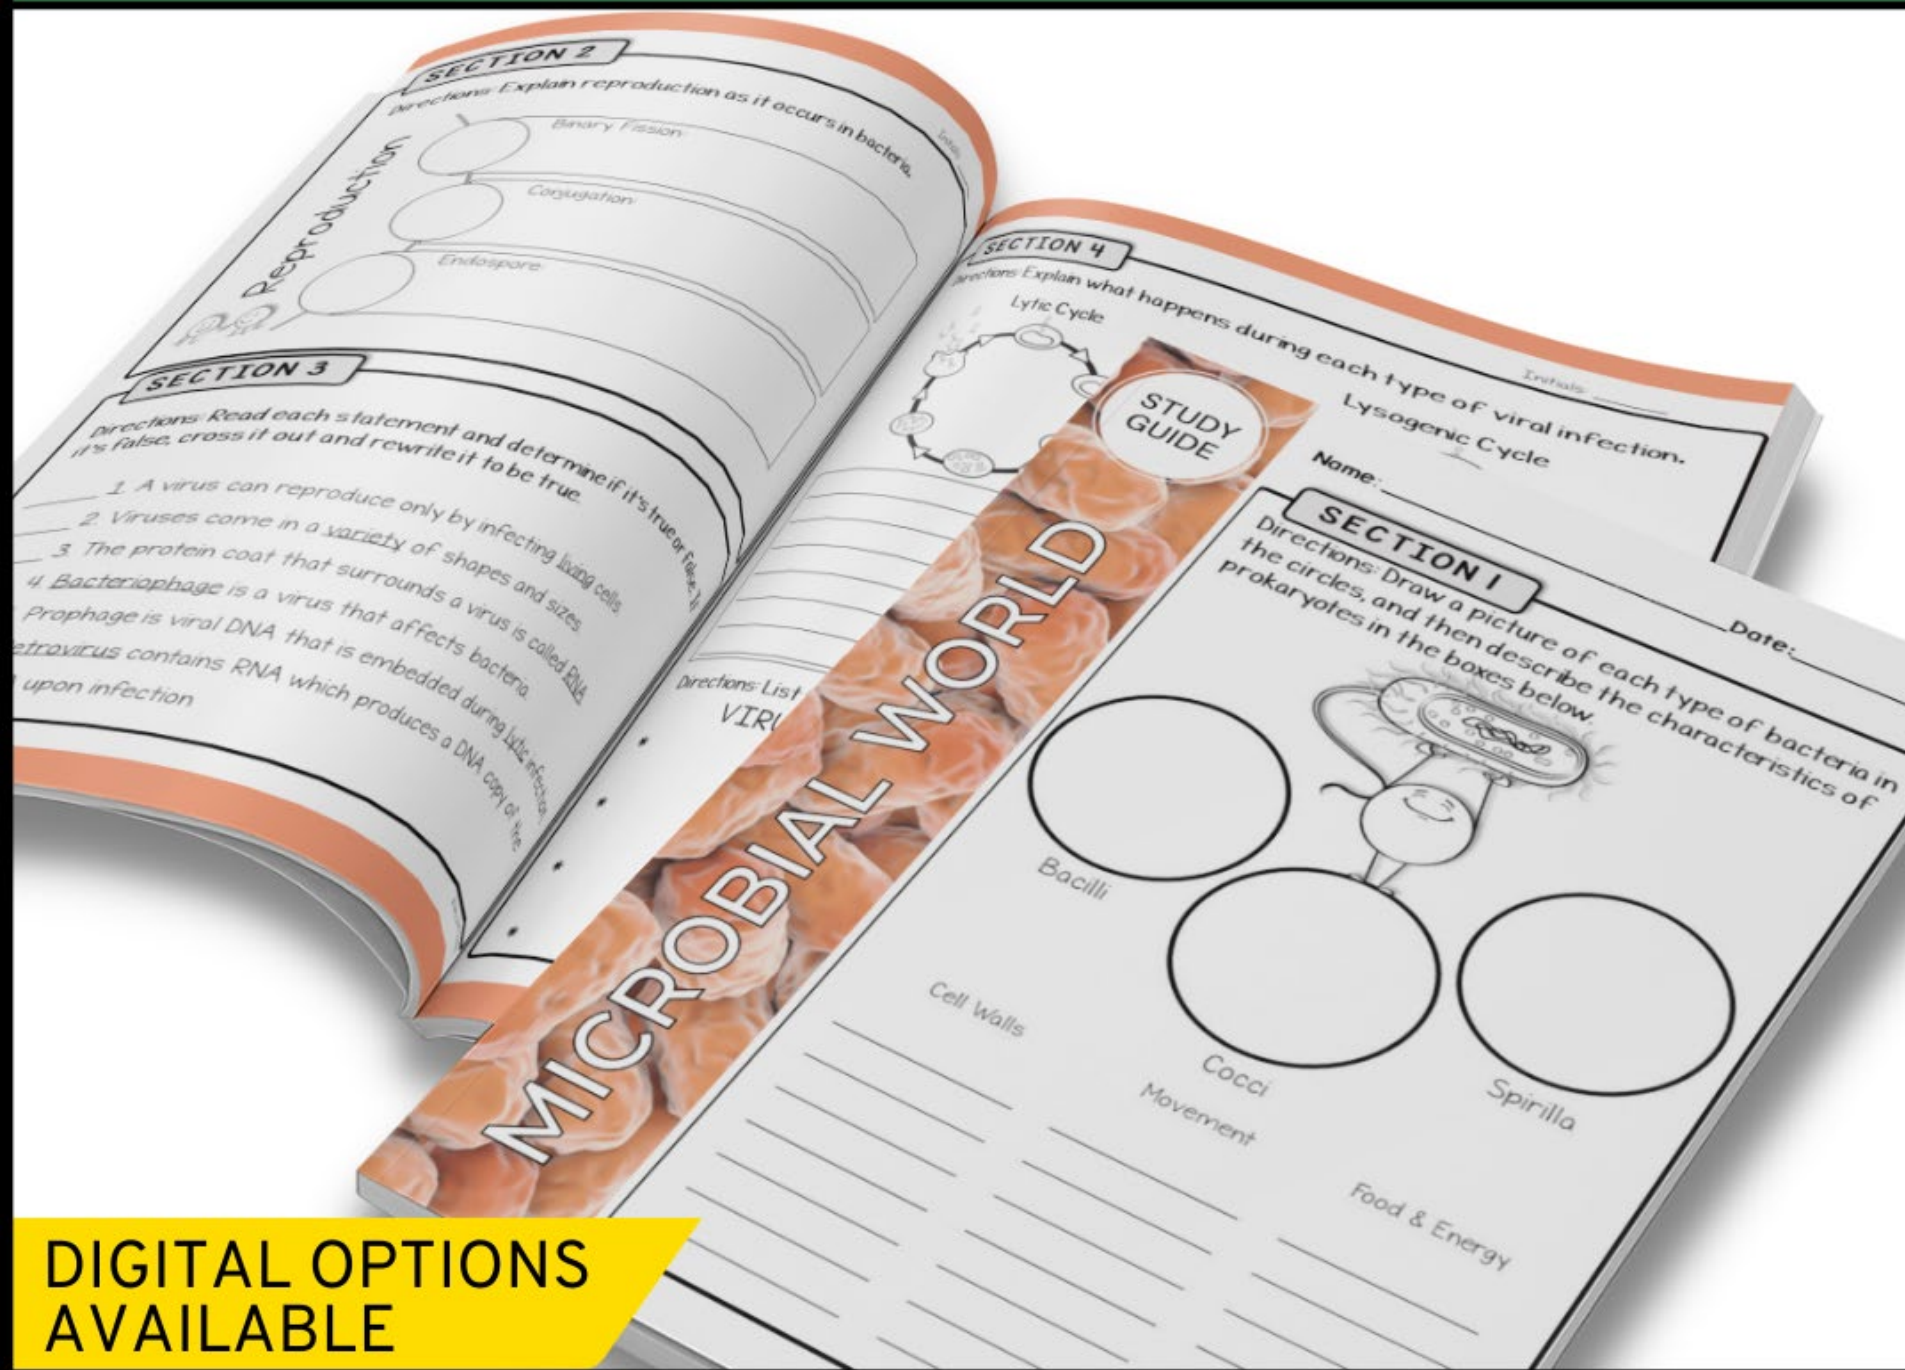 SECTION 2
Directions: Explain reproduction as it occurs in bacteria.
Initials:
Reproduction
Binary Fission:
Conjugation:
Endospore:
SECTION 3
Directions: Read each statement and determine if it's true or false. If
it's false, cross it out and rewrite it to be true.
1. A virus can reproduce only by infecting living cells
2. Viruses come in a variety of shapes and sizes.
3. The protein coat that surrounds a virus is called RNA
4. Bacteriophage is a virus that affects bacteria.
Prophage is viral DNA that is embedded during lytic infection.
etrovirus contains RNA which produces a DNA copy of the
upon infection
SECTION 4
Directions: Explain what happens during each type of viral infection.
Initials:
Lytic Cycle
Lysogenic Cycle
Directions: List
VIRU
STUDY
GUIDE
MICROBIAL WORLD
Name:
Date:
SECTION 1
Directions: Draw a picture of each type of bacteria in
the circles, and then describe the characteristics of
prokaryotes in the boxes below.
Bacilli
Cocci
Spirilla
Cell Walls
Movement
Food & Energy
DIGITAL OPTIONS
AVAILABLE